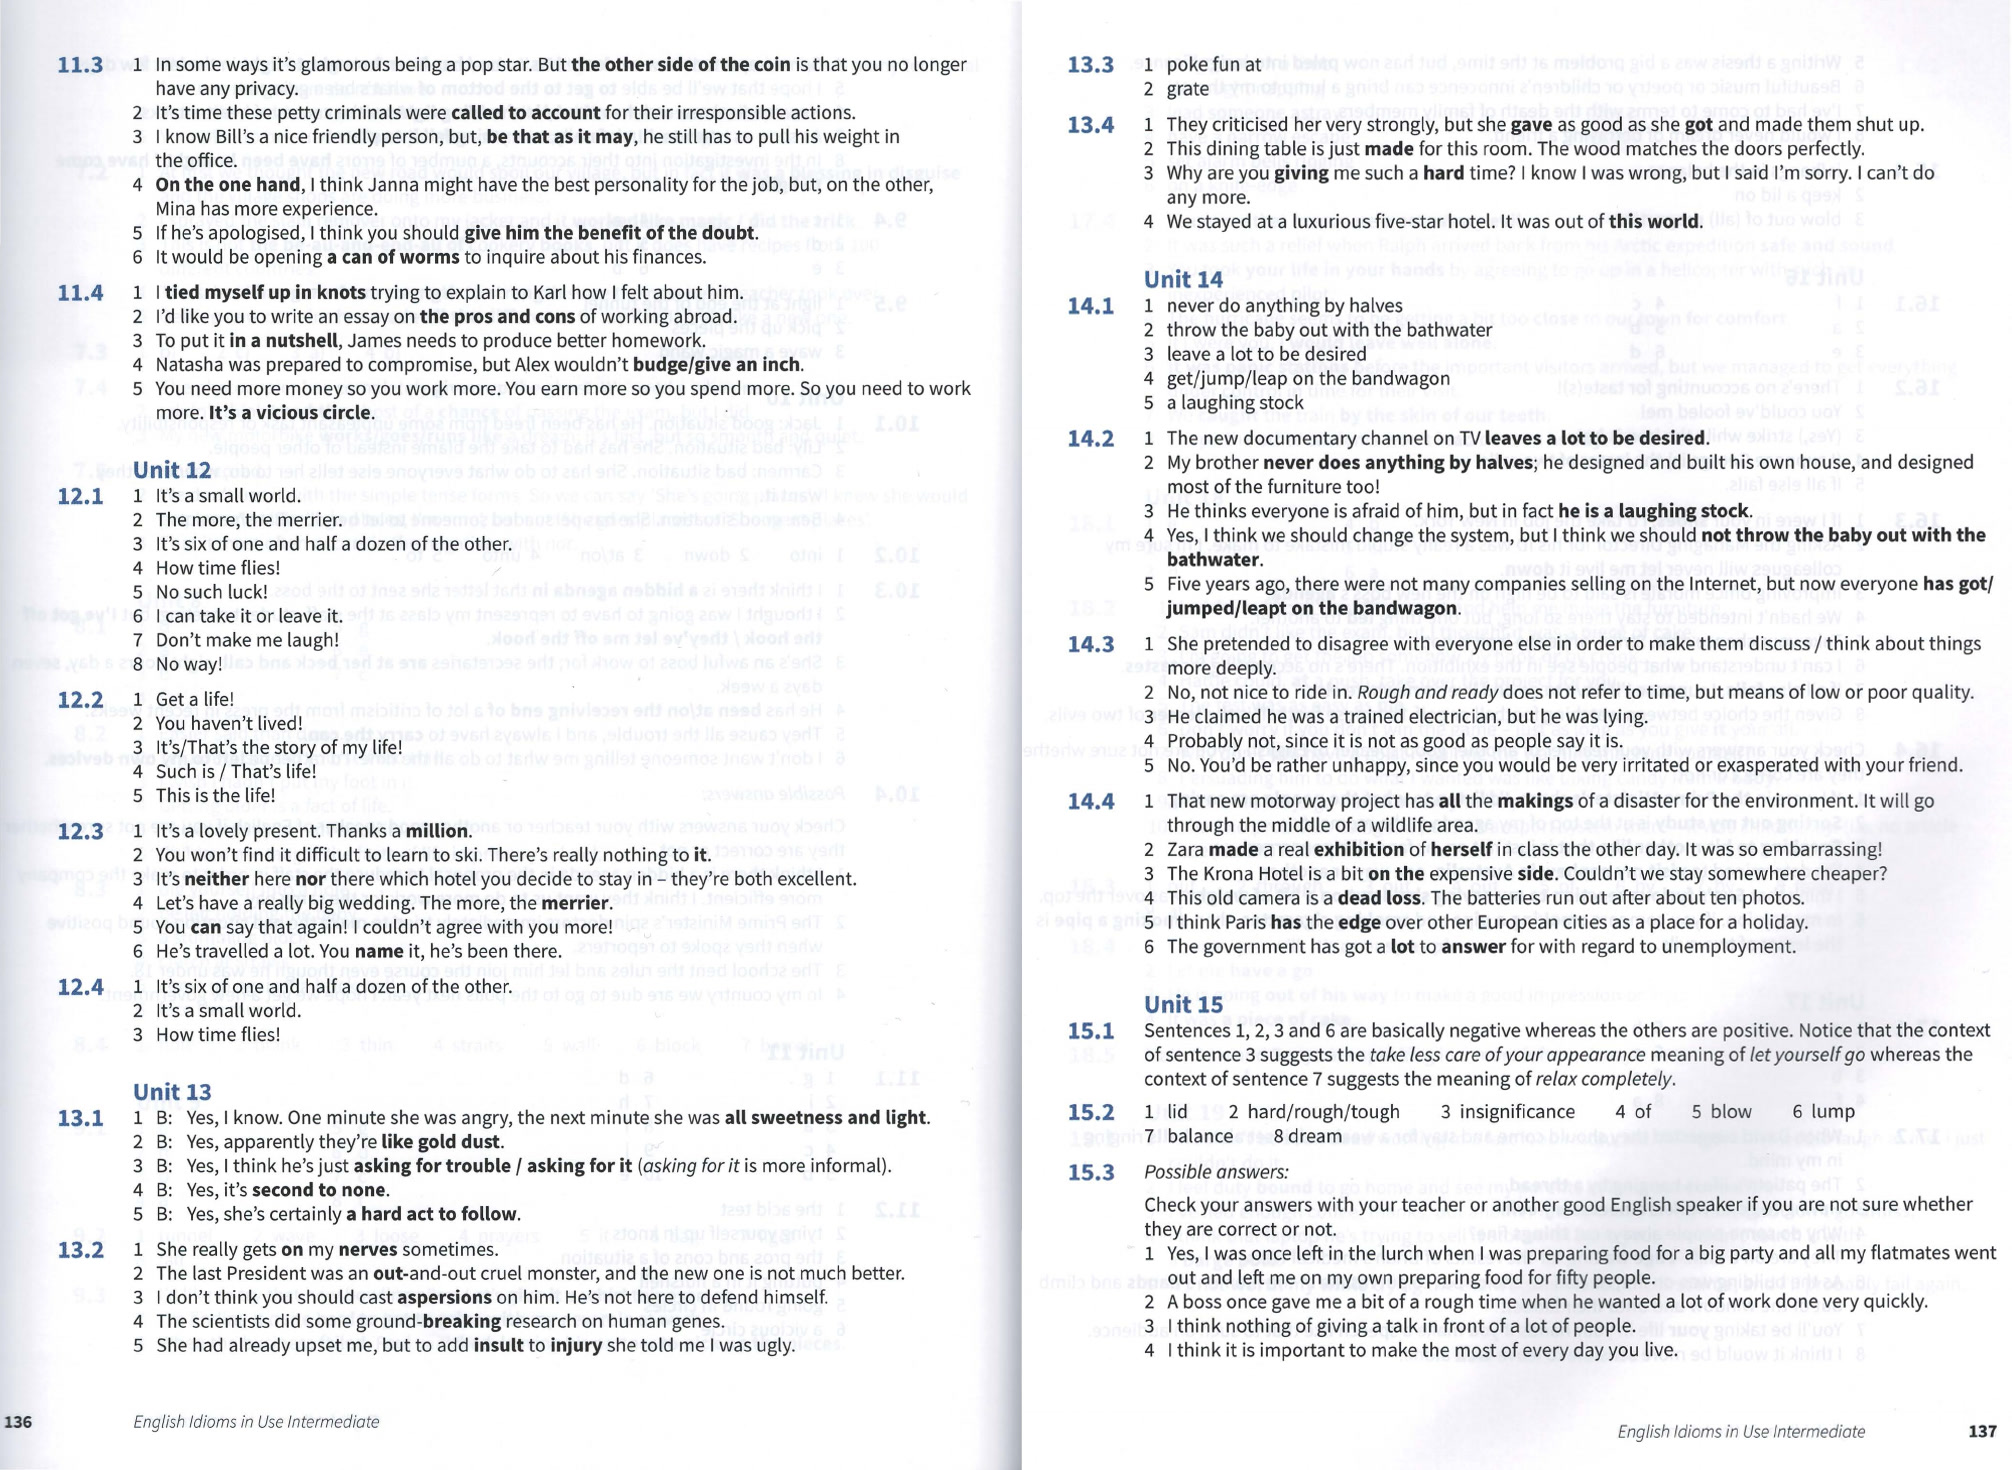 11.3 1 In some ways it's glamorous being a pop star. But the other side of the coin is that you no longer
have any privacy.
2 It's time these petty criminals were called to account for their irresponsible actions.
3 I know Bill's a nice friendly person, but, be that as it may, he still has to pull his weight in
the office.
4 On the one hand, I think Janna might have the best personality for the job, but, on the other,
Mina has more experience.
5 If he's apologised, I think you should give him the benefit of the doubt.
6 It would be opening a can of worms to inquire about his finances.
11.4 1 I tied myself up in knots trying to explain to Karl how I felt about him.
2 I'd like you to write an essay on the pros and cons of working abroad.
3 To put it in a nutshell, James needs to produce better homework.
4 Natasha was prepared to compromise, but Alex wouldn't budge/give an inch.
5 You need more money so you work more. You earn more so you spend more. So you need to work
more. It's a vicious circle.
Unit 12
12.1 1 It's a small world.
2 The more, the merrier.
3 It's six of one and half a dozen of the other.
4 How time flies!
5 No such luck!
6 I can take it or leave it.
7 Don't make me laugh!
8 No way!
12.2 1 Get a life!
2 You haven't lived!
3 It's/That's the story of my life!
4 Such is / That's life!
5 This is the life!
12.3 1 It's a lovely present. Thanks a million.
2 You won't find it difficult to learn to ski. There's really nothing to it.
3 It's neither here nor there which hotel you decide to stay in – they're both excellent.
4 Let's have a really big wedding. The more, the merrier.
5 You can say that again! I couldn't agree with you more!
6 He's travelled a lot. You name it, he's been there.
12.4 1 It's six of one and half a dozen of the other.
2 It's a small world.
3 How time flies!
Unit 13
13.1 1 B: Yes, I know. One minute she was angry, the next minute she was all sweetness and light.
2 B: Yes, apparently they're like gold dust.
3 B: Yes, I think he's just asking for trouble / asking for it (asking for it is more informal).
4 B: Yes, it's second to none.
5 B: Yes, she's certainly a hard act to follow.
13.2 1 She really gets on my nerves sometimes.
2 The last President was an out-and-out cruel monster, and the new one is not much better.
3 I don't think you should cast aspersions on him. He's not here to defend himself.
4 The scientists did some ground-breaking research on human genes.
5 She had already upset me, but to add insult to injury she told me I was ugly.
136 English Idioms in Use Intermediate
13.3 1 poke fun at
2 grate
13.4 1 They criticised her very strongly, but she gave as good as she got and made them shut up.
2 This dining table is just made for this room. The wood matches the doors perfectly.
3 Why are you giving me such a hard time? I know I was wrong, but I said I'm sorry. I can't do
any more.
4 We stayed at a luxurious five-star hotel. It was out of this world.
Unit 14
14.1 1 never do anything by halves
2 throw the baby out with the bathwater
3 leave a lot to be desired
4 get/jump/leap on the bandwagon
5 a laughing stock
14.2 1 The new documentary channel on TV leaves a lot to be desired.
2 My brother never does anything by halves; he designed and built his own house, and designed
most of the furniture too!
3 He thinks everyone is afraid of him, but in fact he is a laughing stock.
4 Yes, I think we should change the system, but I think we should not throw the baby out with the
bathwater.
5 Five years ago, there were not many companies selling on the Internet, but now everyone has got/
jumped/leapt on the bandwagon.
14.3 1 She pretended to disagree with everyone else in order to make them discuss / think about things
more deeply.
2 No, not nice to ride in. Rough and ready does not refer to time, but means of low or poor quality.
3 He claimed he was a trained electrician, but he was lying.
4 Probably not, since it is not as good as people say it is.
5 No. You'd be rather unhappy, since you would be very irritated or exasperated with your friend.
14.4 1 That new motorway project has all the makings of a disaster for the environment. It will go
through the middle of a wildlife area.
2 Zara made a real exhibition of herself in class the other day. It was so embarrassing!
3 The Krona Hotel is a bit on the expensive side. Couldn't we stay somewhere cheaper?
4 This old camera is a dead loss. The batteries run out after about ten photos.
5 I think Paris has the edge over other European cities as a place for a holiday.
6 The government has got a lot to answer for with regard to unemployment.
Unit 15
15.1 Sentences 1, 2, 3 and 6 are basically negative whereas the others are positive. Notice that the context
of sentence 3 suggests the take less care of your appearance meaning of let yourself go whereas the
context of sentence 7 suggests the meaning of relax completely.
15.2 1 lid 2 hard/rough/tough 3 insignificance 4 of 5 blow 6 lump
7 balance 8 dream
15.3 Possible answers:
Check your answers with your teacher or another good English speaker if you are not sure whether
they are correct or not.
1 Yes, I was once left in the lurch when I was preparing food for a big party and all my flatmates went
out and left me on my own preparing food for fifty people.
2 A boss once gave me a bit of a rough time when he wanted a lot of work done very quickly.
3 I think nothing of giving a talk in front of a lot of people.
4 I think it is important to make the most of every day you live.
English Idioms in Use Intermediate 137